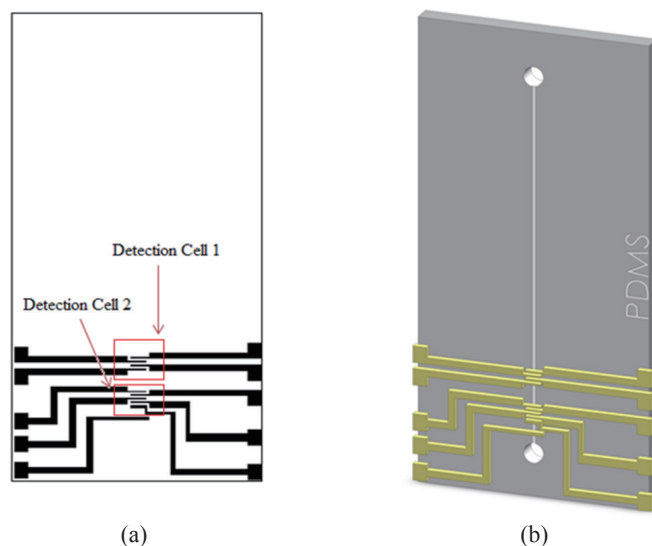 Detection Cell 1
Detection Cell 2
PDMS
(a)
(b)